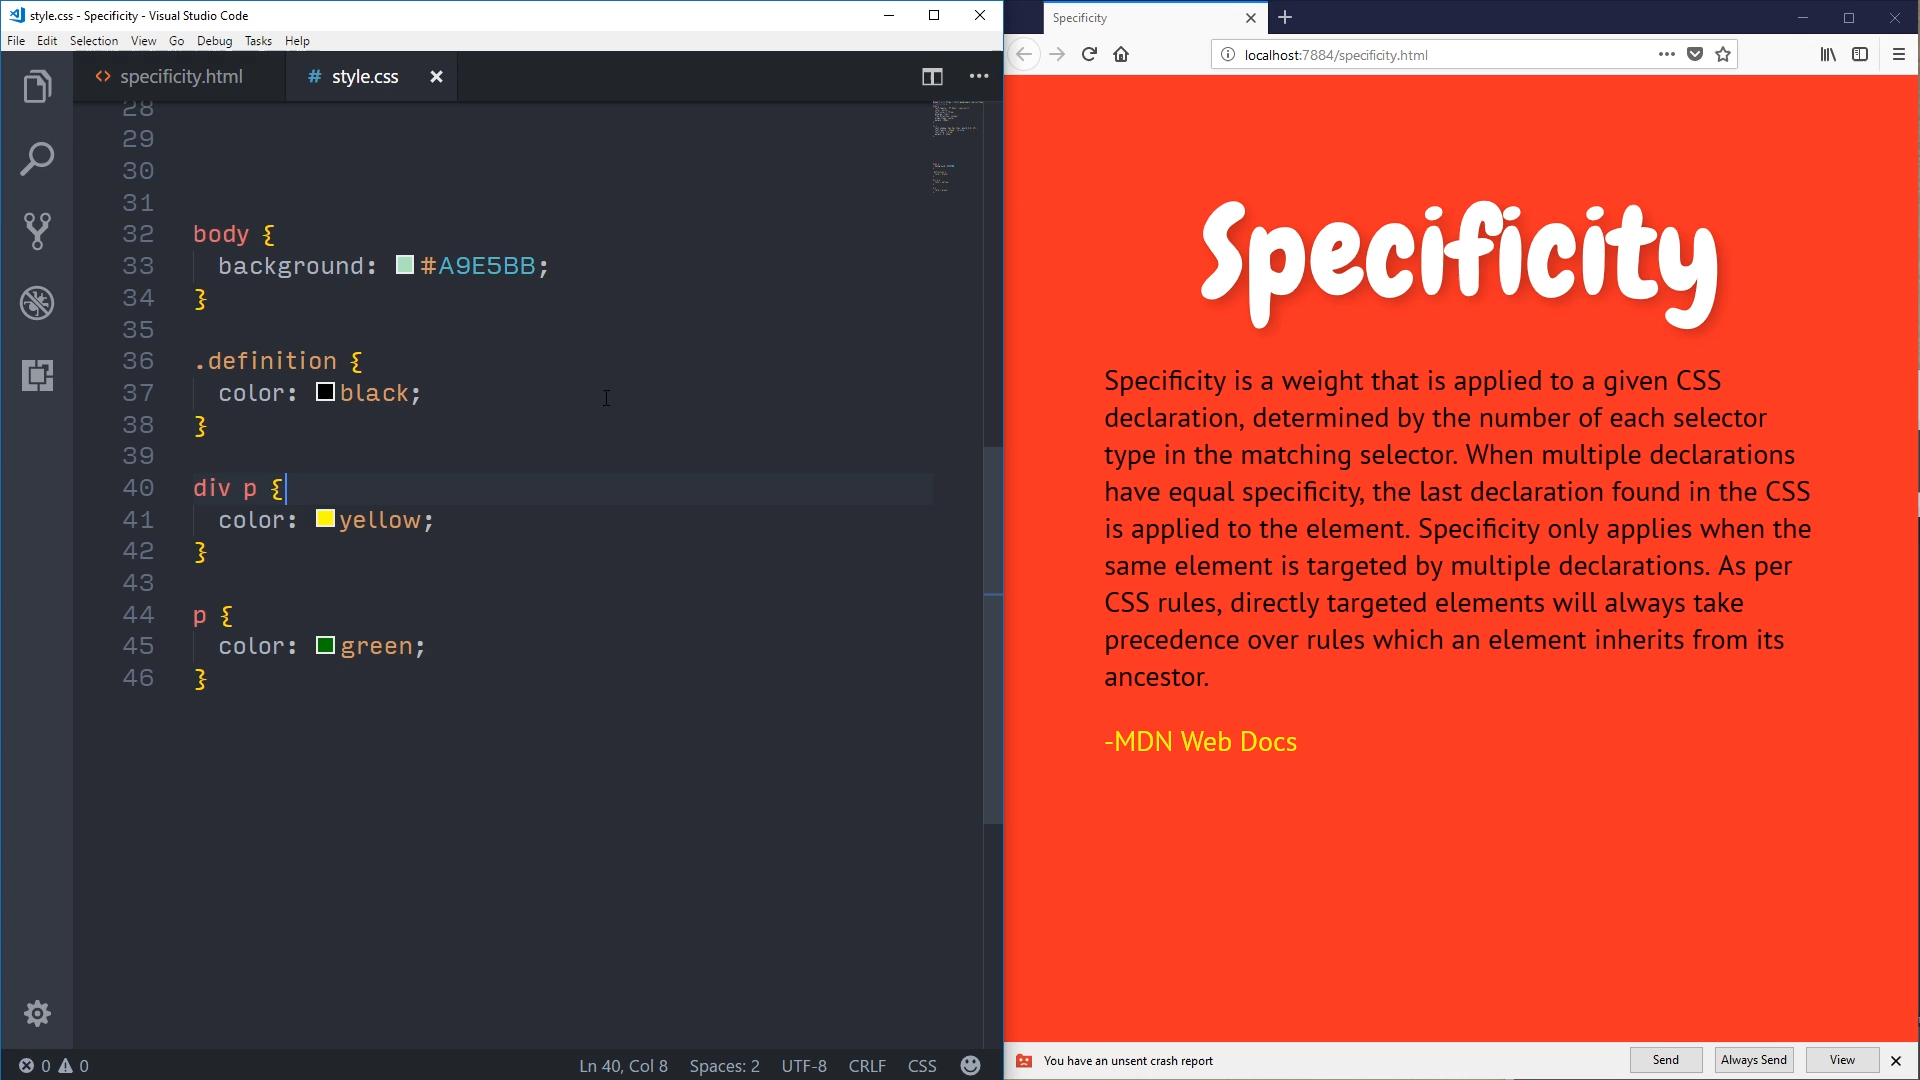 style.css - Specificity - Visual Studio Code
File Edit Selection View Go Debug Tasks Help
<> specificity.html # style.css
28
29
30
31
32 body {
33 background: #A9E5BB;
34 }
35
36 .definition {
37 color: black;
38 }
39
40 div p {
41 color: yellow;
42 }
43
44 p {
45 color: green;
46 }
0 0 Ln 40, Col 8 Spaces: 2 UTF-8 CRLF CSS
Specificity
localhost:7884/specificity.html
Specificity
Specificity is a weight that is applied to a given CSS
declaration, determined by the number of each selector
type in the matching selector. When multiple declarations
have equal specificity, the last declaration found in the CSS
is applied to the element. Specificity only applies when the
same element is targeted by multiple declarations. As per
CSS rules, directly targeted elements will always take
precedence over rules which an element inherits from its
ancestor.
-MDN Web Docs
You have an unsent crash report Send Always Send View